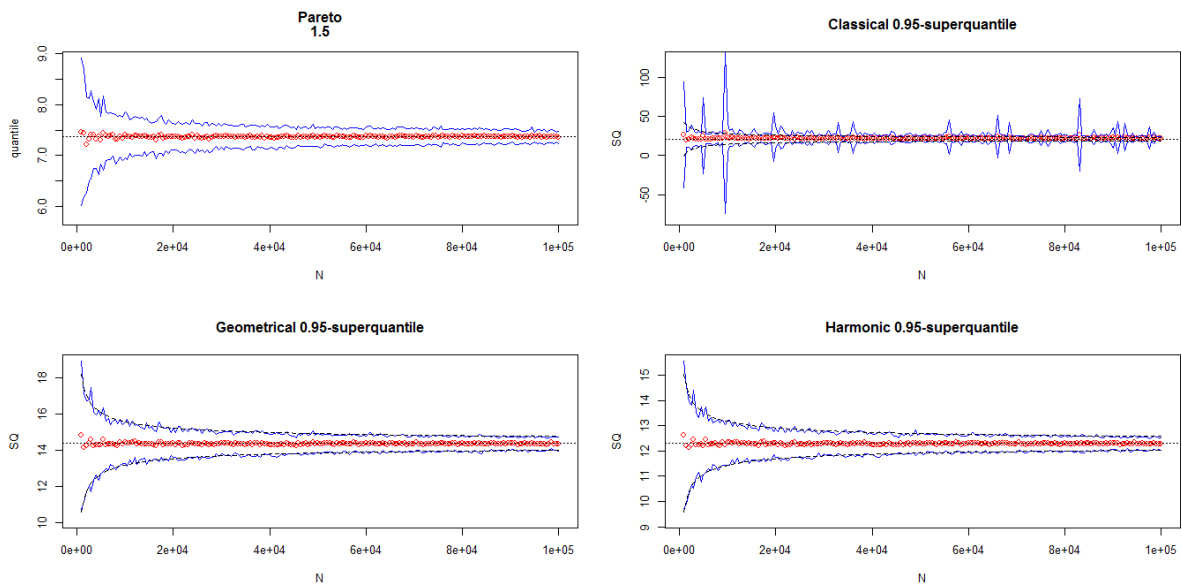 Pareto
1.5
quantile
6.0 7.0 8.0 9.0
0e+00 2e+04 4e+04 6e+04 8e+04 1e+05
N
Classical 0.95-superquantile
SQ
-50 0 50 100
0e+00 2e+04 4e+04 6e+04 8e+04 1e+05
N
Geometrical 0.95-superquantile
SQ
10 12 14 16 18
0e+00 2e+04 4e+04 6e+04 8e+04 1e+05
N
Harmonic 0.95-superquantile
SQ
9 10 11 12 13 14 15
0e+00 2e+04 4e+04 6e+04 8e+04 1e+05
N